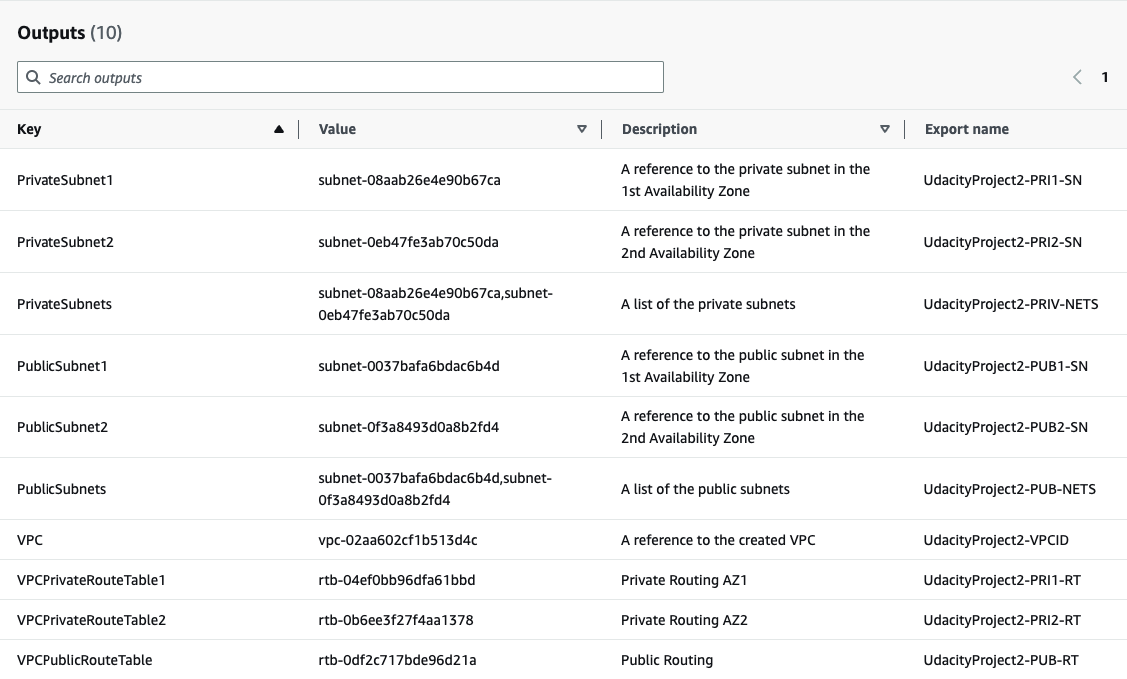 Outputs (10)
Search outputs
1
Key Value Description Export name
PrivateSubnet1 subnet-08aab26e4e90b67ca A reference to the private subnet in the UdacityProject2-PRI1-SN
1st Availability Zone
PrivateSubnet2 subnet-0eb47fe3ab70c50da A reference to the private subnet in the UdacityProject2-PRI2-SN
2nd Availability Zone
PrivateSubnets subnet-08aab26e4e90b67ca,subnet- A list of the private subnets UdacityProject2-PRIV-NETS
0eb47fe3ab70c50da
PublicSubnet1 subnet-0037bafa6bdac6b4d A reference to the public subnet in the UdacityProject2-PUB1-SN
1st Availability Zone
PublicSubnet2 subnet-0f3a8493d0a8b2fd4 A reference to the public subnet in the UdacityProject2-PUB2-SN
2nd Availability Zone
PublicSubnets subnet-0037bafa6bdac6b4d,subnet- A list of the public subnets UdacityProject2-PUB-NETS
0f3a8493d0a8b2fd4
VPC vpc-02aa602cf1b513d4c A reference to the created VPC UdacityProject2-VPCID
VPCPrivateRouteTable1 rtb-04ef0bb96dfa61bbd Private Routing AZ1 UdacityProject2-PRI1-RT
VPCPrivateRouteTable2 rtb-0b6ee3f27f4aa1378 Private Routing AZ2 UdacityProject2-PRI2-RT
VPCPublicRouteTable rtb-0df2c717bde96d21a Public Routing UdacityProject2-PUB-RT